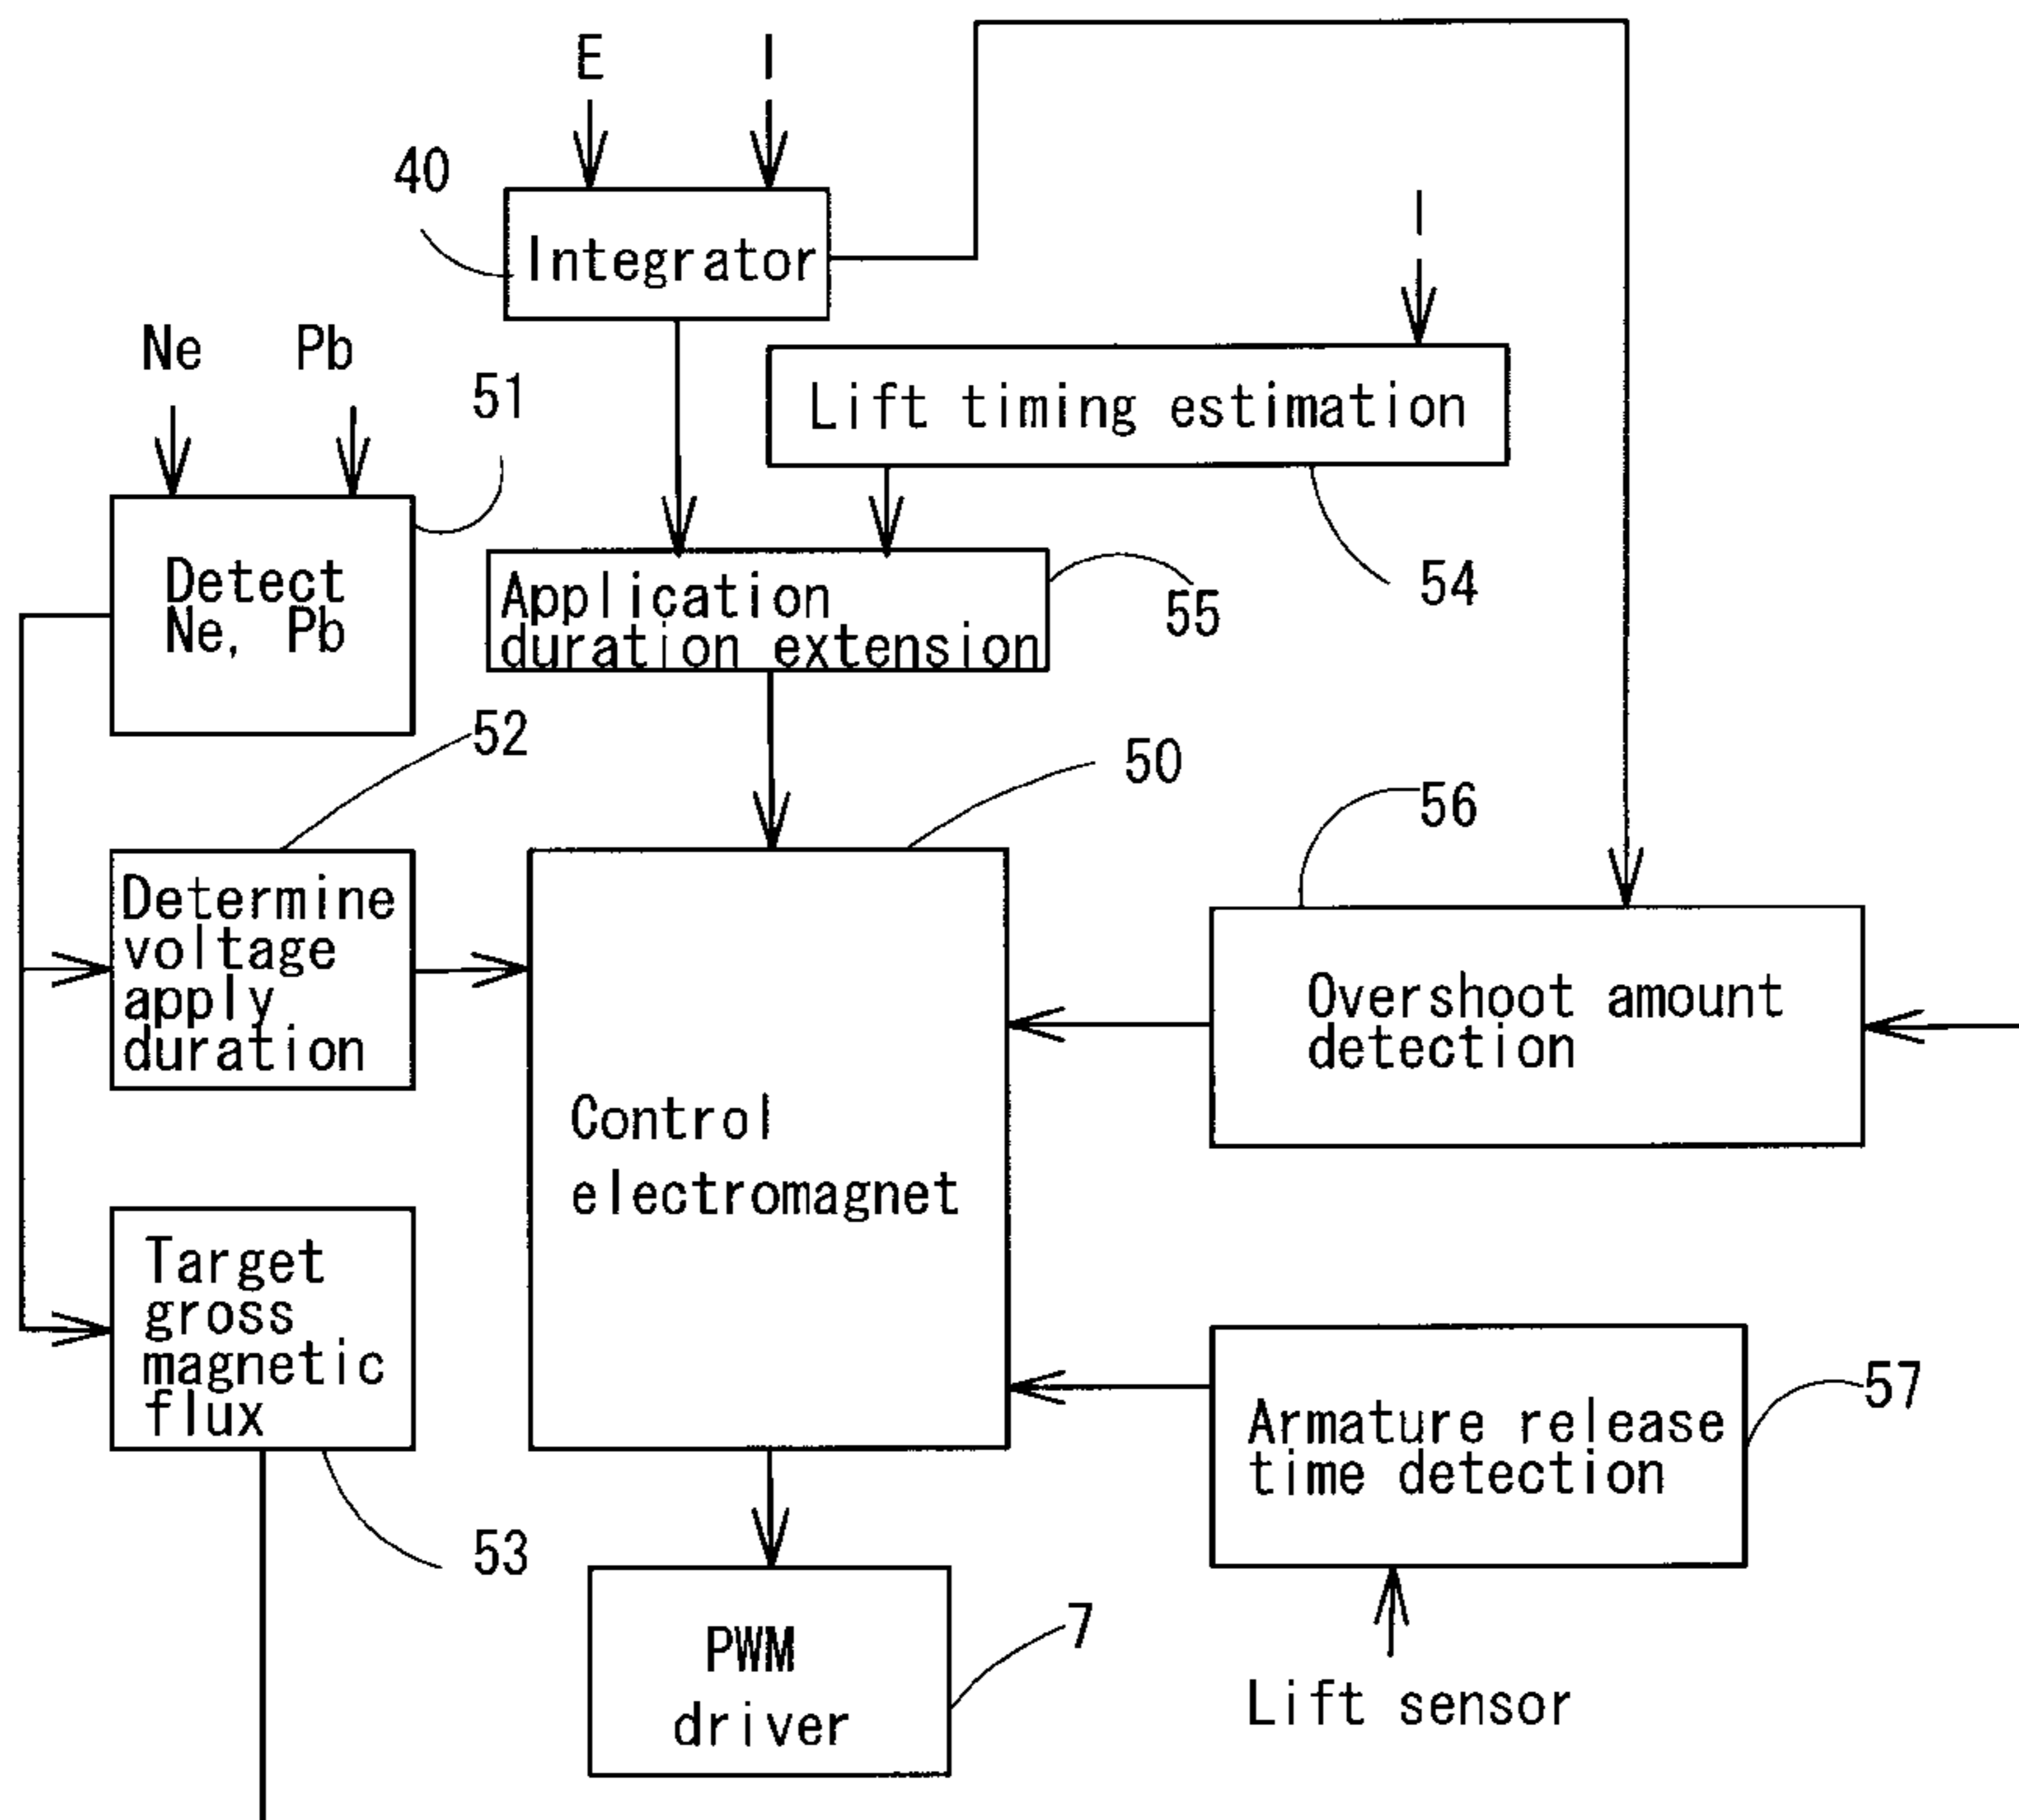 E I
40
Integrator
I
Ne Pb
51
Lift timing estimation
Detect
Ne, Pb
Application
duration extension
55
54
52
50
56
Determine
voltage
apply
duration
Overshoot amount
detection
Control
electromagnet
Target
gross
magnetic
flux
57
Armature release
time detection
53
PWM
driver
7
Lift sensor